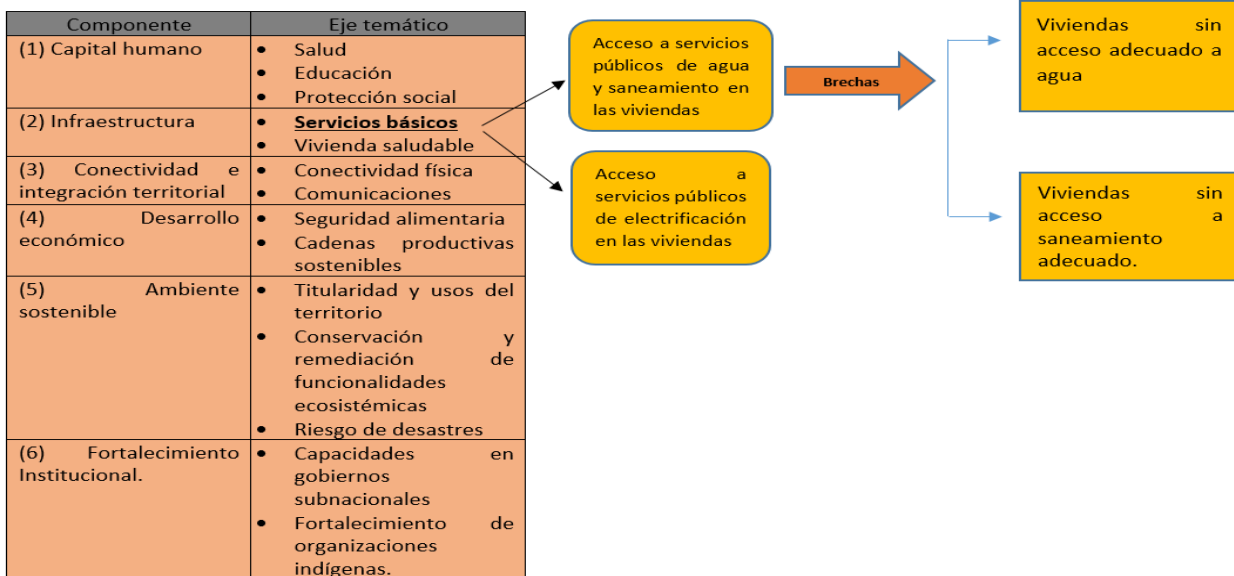 Componente
Eje temático
(1) Capital humano
• Salud
• Educación
• Protección social
(2) Infraestructura
• Servicios básicos
• Vivienda saludable
(3) Conectividad e
integración territorial
• Conectividad física
• Comunicaciones
(4) Desarrollo
económico
• Seguridad alimentaria
• Cadenas productivas
sostenibles
(5) Ambiente
sostenible
• Titularidad y usos del
territorio
• Conservación y
remediación de
funcionalidades
ecosistémicas
• Riesgo de desastres
(6) Fortalecimiento
Institucional.
• Capacidades en
gobiernos
subnacionales
• Fortalecimiento de
organizaciones
indígenas.
Acceso a servicios
públicos de agua
y saneamiento en
las viviendas
Acceso a
servicios públicos
de electrificación
en las viviendas
Brechas
Viviendas sin
acceso adecuado a
agua
Viviendas sin
acceso a
saneamiento
adecuado.